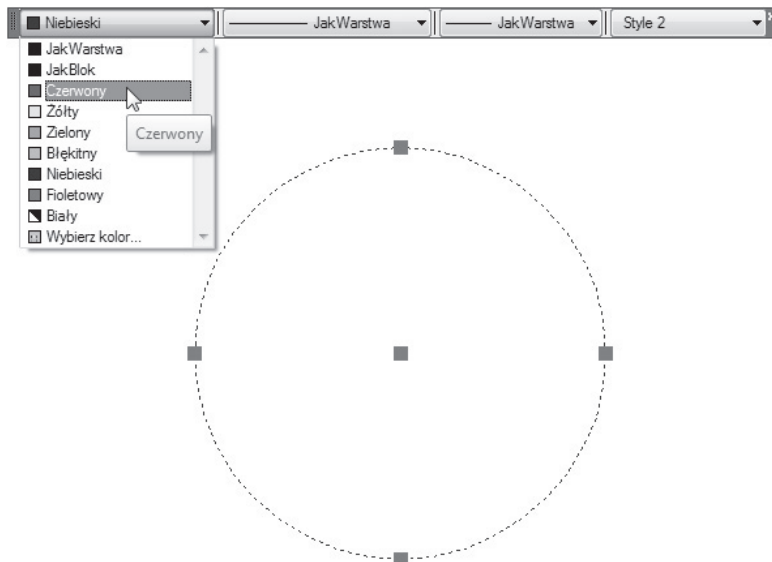 Niebieski JakWarstwa JakWarstwa Style 2
JakWarstwa
JakBlok
Czerwony
Żółty
Zielony
Czerwony
Błękitny
Niebieski
Fioletowy
Biały
Wybierz kolor...